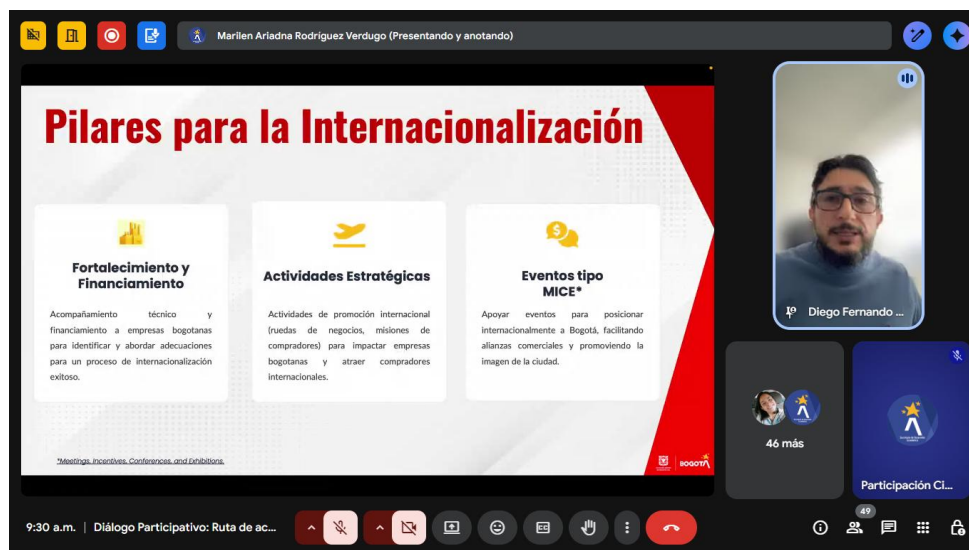 Marilen Ariadna Rodríguez Verdugo (Presentando y anotando)
Pilares para la Internacionalización
Fortalecimiento y
Financiamiento
Acompañamiento técnico y
financiamiento a empresas bogotanas
para identificar y abordar adecuaciones
para un proceso de internacionalización
exitoso.
Actividades Estratégicas
Actividades de promoción internacional
(ruedas de negocios, misiones de
compradores) para impactar empresas
bogotanas y atraer compradores
internacionales.
Eventos tipo
MICE*
Apoyar eventos para posicionar
internacionalmente a Bogotá, facilitando
alianzas comerciales y promoviendo la
imagen de la ciudad.
*Meetings, Incentives, Conferences, and Exhibitions.
BOGOTÁ
Diego Fernando ...
46 más
Participación Ci...
9:30 a.m. | Diálogo Participativo: Ruta de ac...
49